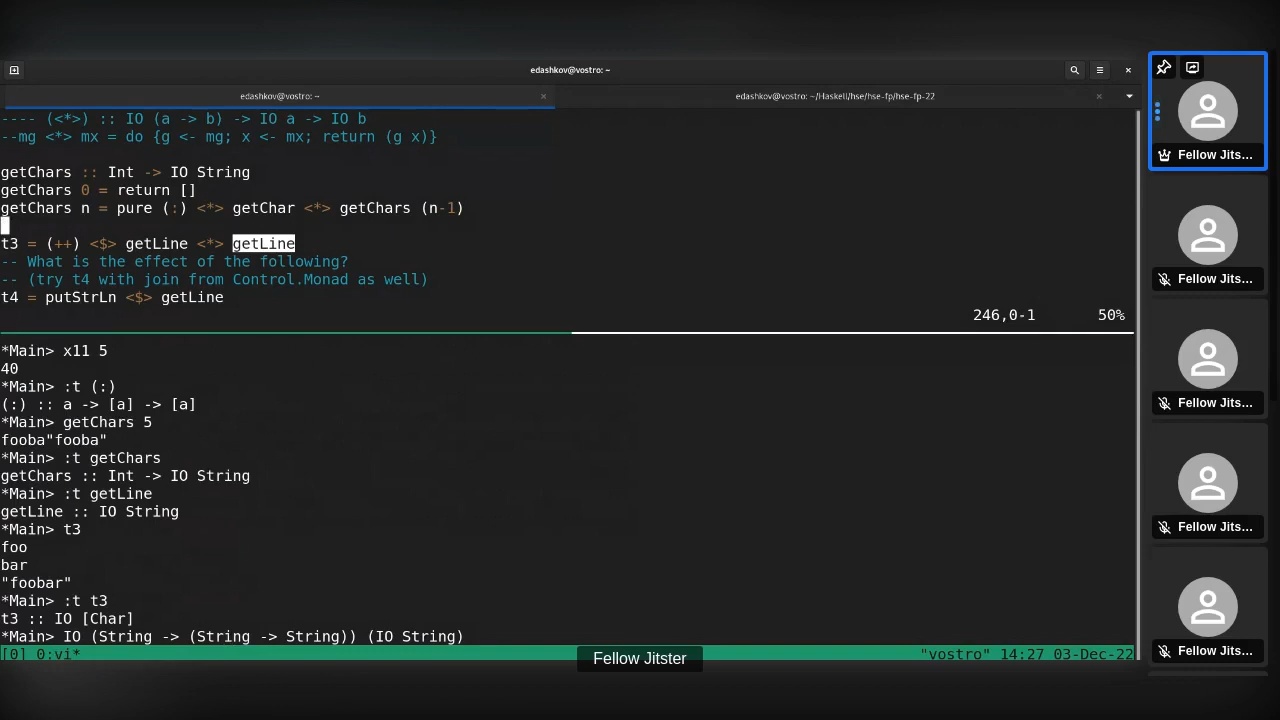 edashkov@vostro: ~
edashkov@vostro: ~
edashkov@vostro: ~/Haskell/hse/hse-fp/hse-fp-22
---- (<*>) :: IO (a -> b) -> IO a -> IO b
--mg <*> mx = do {g <- mg; x <- mx; return (g x)}
getChars :: Int -> IO String
getChars 0 = return []
getChars n = pure (:) <*> getChar <*> getChars (n-1)
t3 = (++) <$> getLine <*> getLine
-- What is the effect of the following?
-- (try t4 with join from Control.Monad as well)
t4 = putStrLn <$> getLine
246,0-1 50%
*Main> x11 5
40
*Main> :t (:)
(:) :: a -> [a] -> [a]
*Main> getChars 5
fooba"fooba"
*Main> :t getChars
getChars :: Int -> IO String
*Main> :t getLine
getLine :: IO String
*Main> t3
foo
bar
"foobar"
*Main> :t t3
t3 :: IO [Char]
*Main> IO (String -> (String -> String)) (IO String)
[0] 0:vi* "vostro" 14:27 03-Dec-22
Fellow Jitster
Fellow Jits...
Fellow Jits...
Fellow Jits...
Fellow Jits...
Fellow Jits...